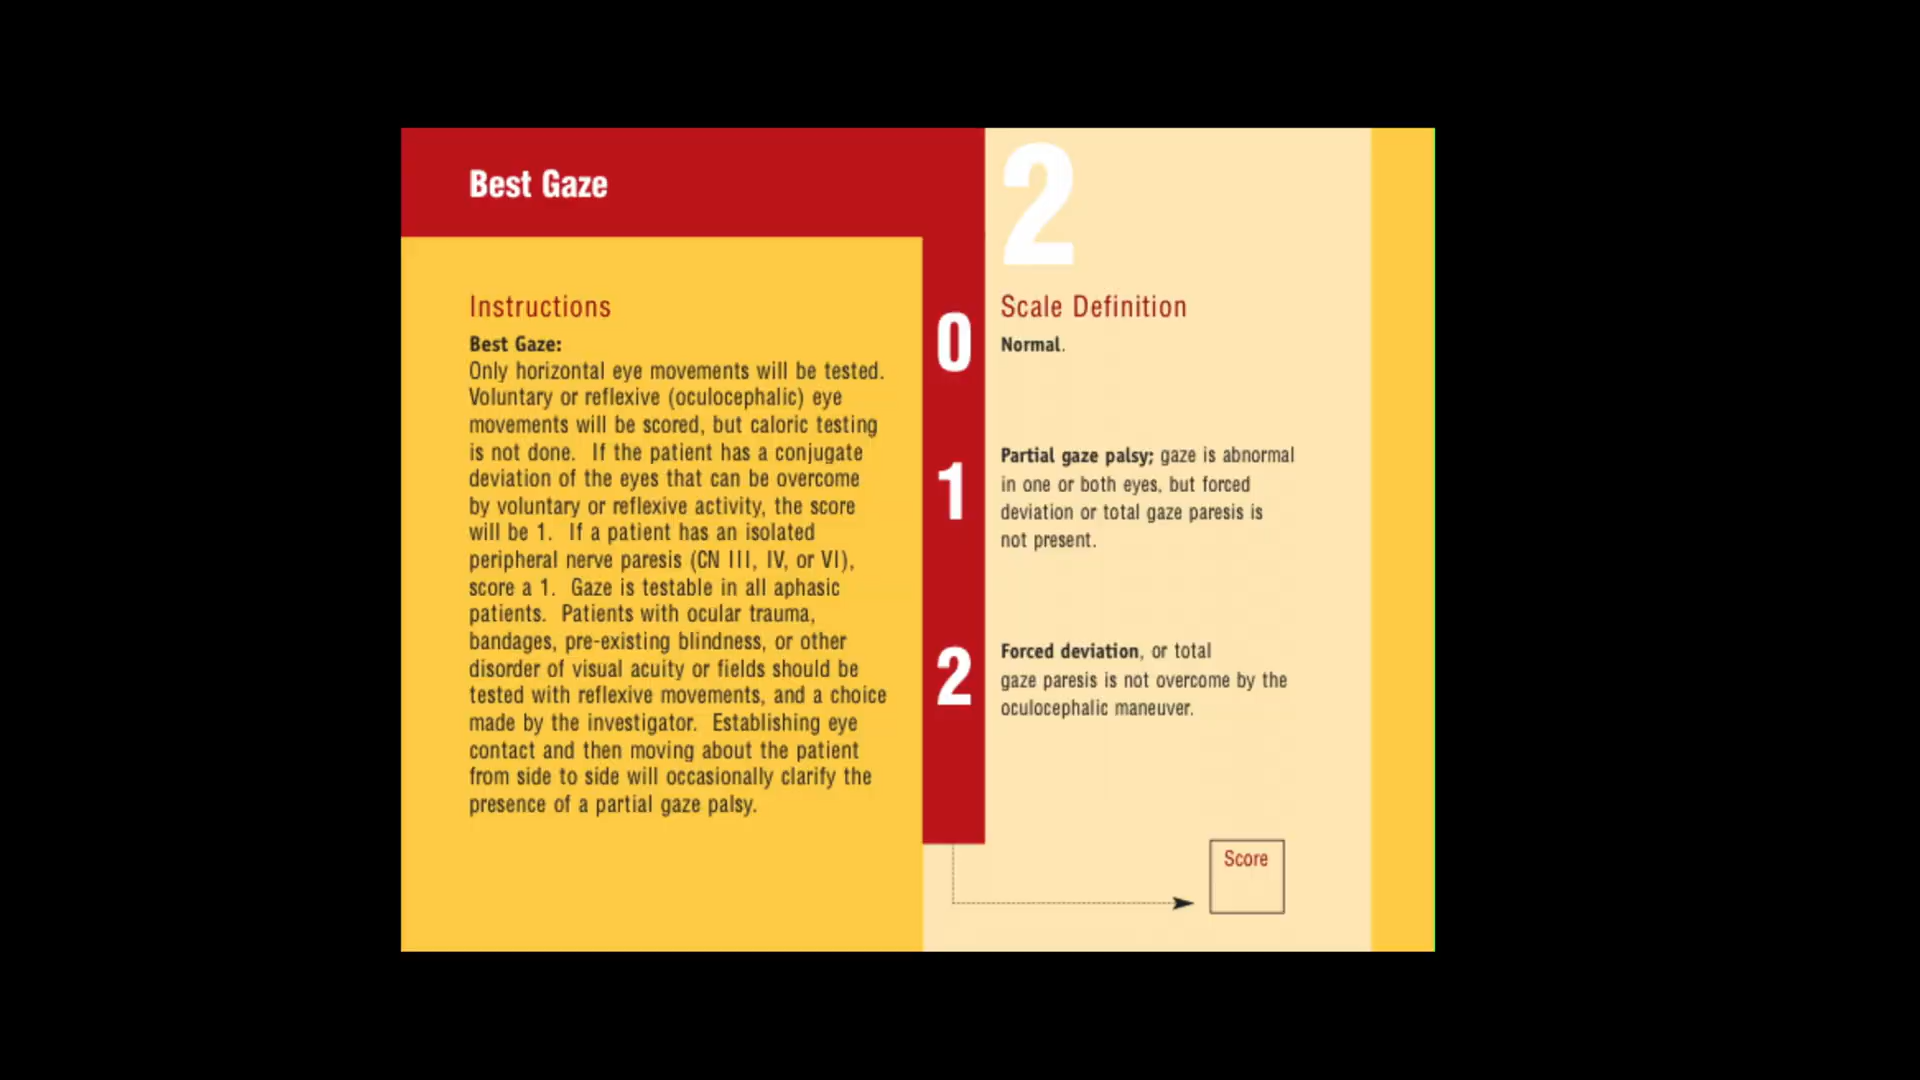 Best Gaze
2
Instructions
Best Gaze:
Only horizontal eye movements will be tested.
Voluntary or reflexive (oculocephalic) eye
movements will be scored, but caloric testing
is not done.  If the patient has a conjugate
deviation of the eyes that can be overcome
by voluntary or reflexive activity, the score
will be 1.  If a patient has an isolated
peripheral nerve paresis (CN III, IV, or VI),
score a 1.  Gaze is testable in all aphasic
patients.  Patients with ocular trauma,
bandages, pre-existing blindness, or other
disorder of visual acuity or fields should be
tested with reflexive movements, and a choice
made by the investigator.  Establishing eye
contact and then moving about the patient
from side to side will occasionally clarify the
presence of a partial gaze palsy.
Scale Definition
0
Normal.
1
Partial gaze palsy; gaze is abnormal
in one or both eyes, but forced
deviation or total gaze paresis is
not present.
2
Forced deviation, or total
gaze paresis is not overcome by the
oculocephalic maneuver.
Score